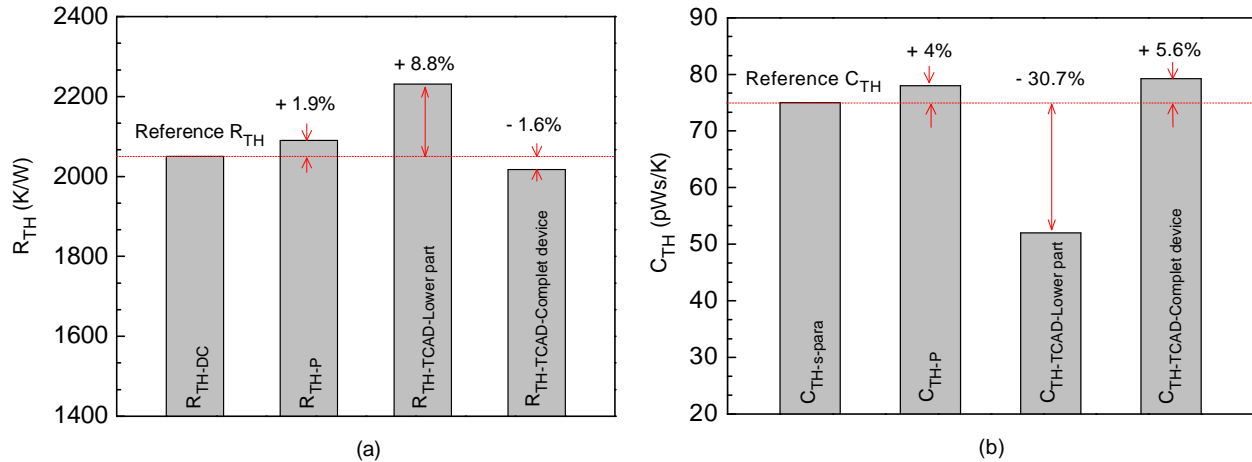 2400
2200
2000
1800
1600
1400
R_TH (K/W)
Reference R_TH
+ 1.9%
+ 8.8%
- 1.6%
R_TH-DC
R_TH-P
R_TH-TCAD-Lower part
R_TH-TCAD-Complet device
(a)
90
80
70
60
50
40
30
20
C_TH (pWs/K)
Reference C_TH
+ 4%
- 30.7%
+ 5.6%
C_TH-s-para
C_TH-P
C_TH-TCAD-Lower part
C_TH-TCAD-Complet device
(b)